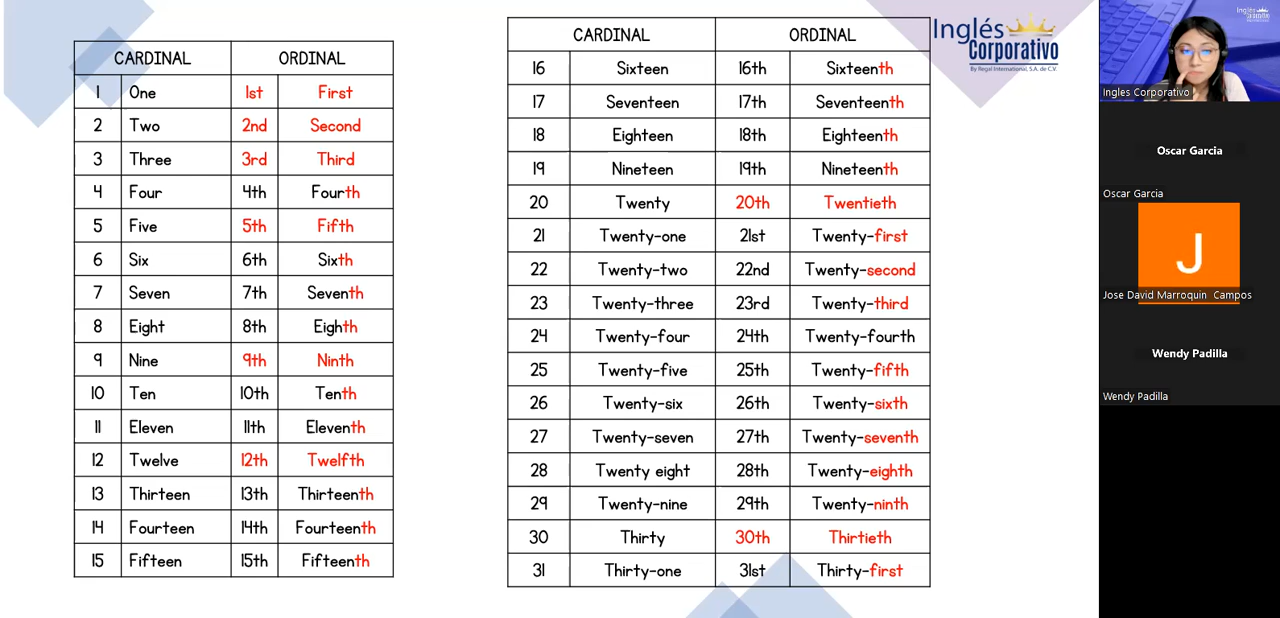 CARDINAL ORDINAL
1 One 1st First
2 Two 2nd Second
3 Three 3rd Third
4 Four 4th Fourth
5 Five 5th Fifth
6 Six 6th Sixth
7 Seven 7th Seventh
8 Eight 8th Eighth
9 Nine 9th Ninth
10 Ten 10th Tenth
11 Eleven 11th Eleventh
12 Twelve 12th Twelfth
13 Thirteen 13th Thirteenth
14 Fourteen 14th Fourteenth
15 Fifteen 15th Fifteenth
CARDINAL ORDINAL
16 Sixteen 16th Sixteenth
17 Seventeen 17th Seventeenth
18 Eighteen 18th Eighteenth
19 Nineteen 19th Nineteenth
20 Twenty 20th Twentieth
21 Twenty-one 21st Twenty-first
22 Twenty-two 22nd Twenty-second
23 Twenty-three 23rd Twenty-third
24 Twenty-four 24th Twenty-fourth
25 Twenty-five 25th Twenty-fifth
26 Twenty-six 26th Twenty-sixth
27 Twenty-seven 27th Twenty-seventh
28 Twenty eight 28th Twenty-eighth
29 Twenty-nine 29th Twenty-ninth
30 Thirty 30th Thirtieth
31 Thirty-one 31st Thirty-first
Inglés
Corporativo
By Regal International, S.A. de C.V.
Inglés
Corporativo
Ingles Corporativo
Oscar Garcia
Oscar Garcia
J
Jose David Marroquin Campos
Wendy Padilla
Wendy Padilla